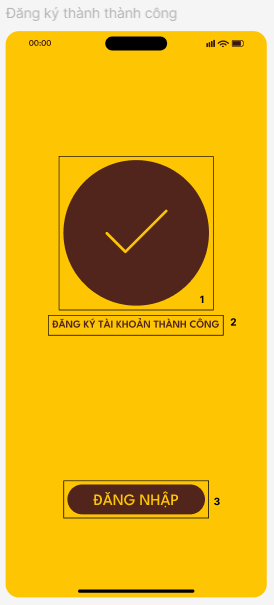 Đăng ký thành thành công
00:00
1
ĐĂNG KÝ TÀI KHOẢN THÀNH CÔNG
2
ĐĂNG NHẬP
3